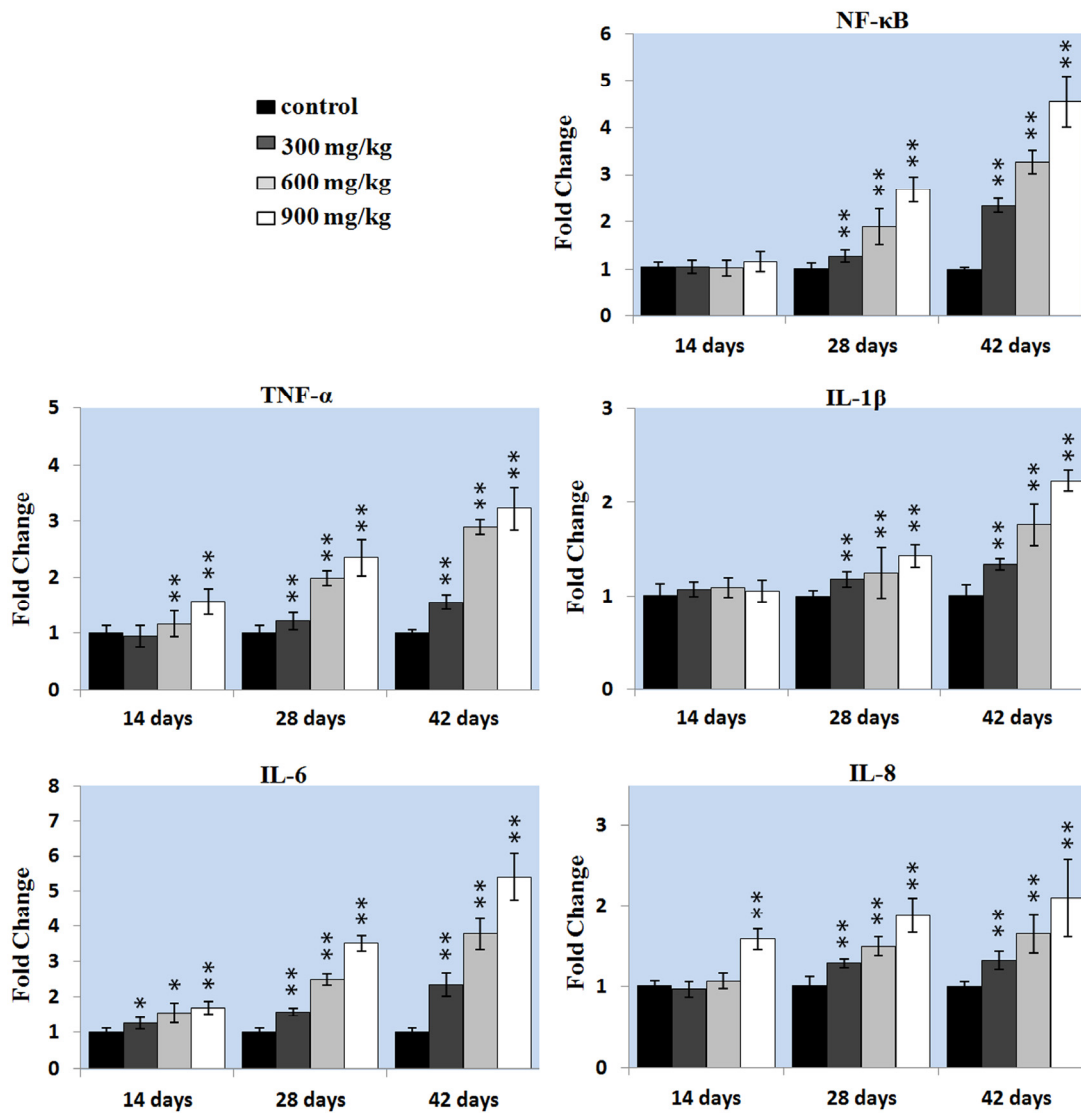 NF-κB
control
300 mg/kg
600 mg/kg
900 mg/kg
Fold Change
6
5
4
3
2
1
0
** ** ** ** ** **
14 days 28 days 42 days
TNF-α
Fold Change
5
4
3
2
1
0
** ** ** ** ** ** ** **
14 days 28 days 42 days
IL-1β
Fold Change
3
2
1
0
** ** ** ** ** **
14 days 28 days 42 days
IL-6
Fold Change
8
7
6
5
4
3
2
1
0
* * ** ** ** ** ** ** **
14 days 28 days 42 days
IL-8
Fold Change
3
2
1
0
** ** ** ** ** ** **
14 days 28 days 42 days